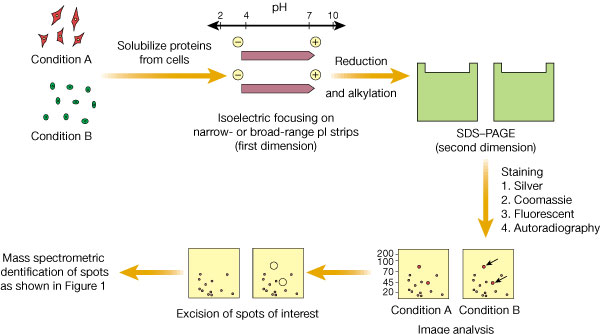 pH
2 4 7 10
Condition A
Solubilize proteins
from cells
− +
− +
Reduction
and alkylation
Condition B
Isoelectric focusing on
narrow- or broad-range pI strips
(first dimension)
SDS–PAGE
(second dimension)
Staining
1. Silver
2. Coomassie
3. Fluorescent
4. Autoradiography
200
100
70
45
20
Mass spectrometric
dentification of spots
as shown in Figure 1
Excision of spots of interest
Condition A Condition B
Image analysis